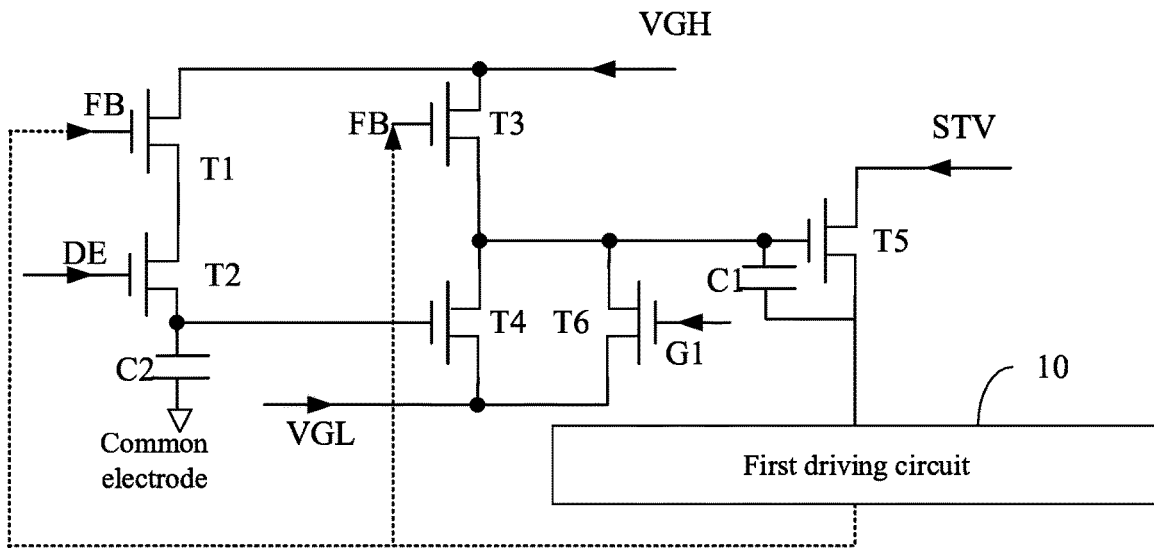 VGH
FB
FB
T3
STV
T1
DE
T2
T5
C1
T4
T6
G1
C2
10
VGL
Common
electrode
First driving circuit